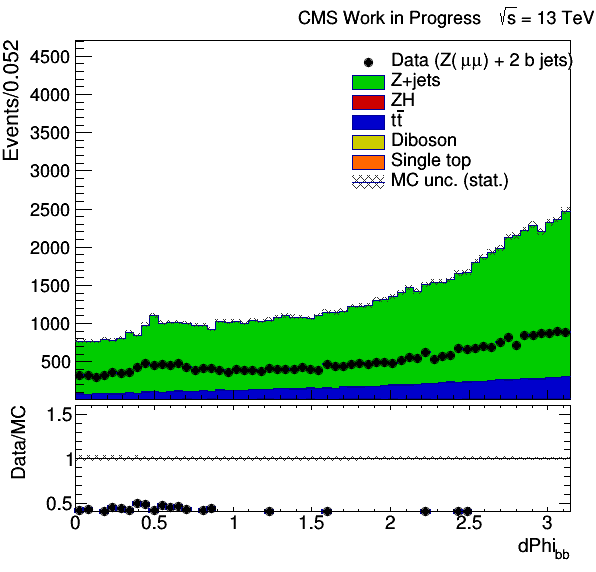 CMS Work in Progress √s = 13 TeV
Events/0.052
4500
4000
3500
3000
2500
2000
1500
1000
500
Data (Z(μμ) + 2 b jets)
Z+jets
ZH
tt̅
Diboson
Single top
MC unc. (stat.)
Data/MC
1.5
1
0.5
0 0.5 1 1.5 2 2.5 3
dPhi_bb